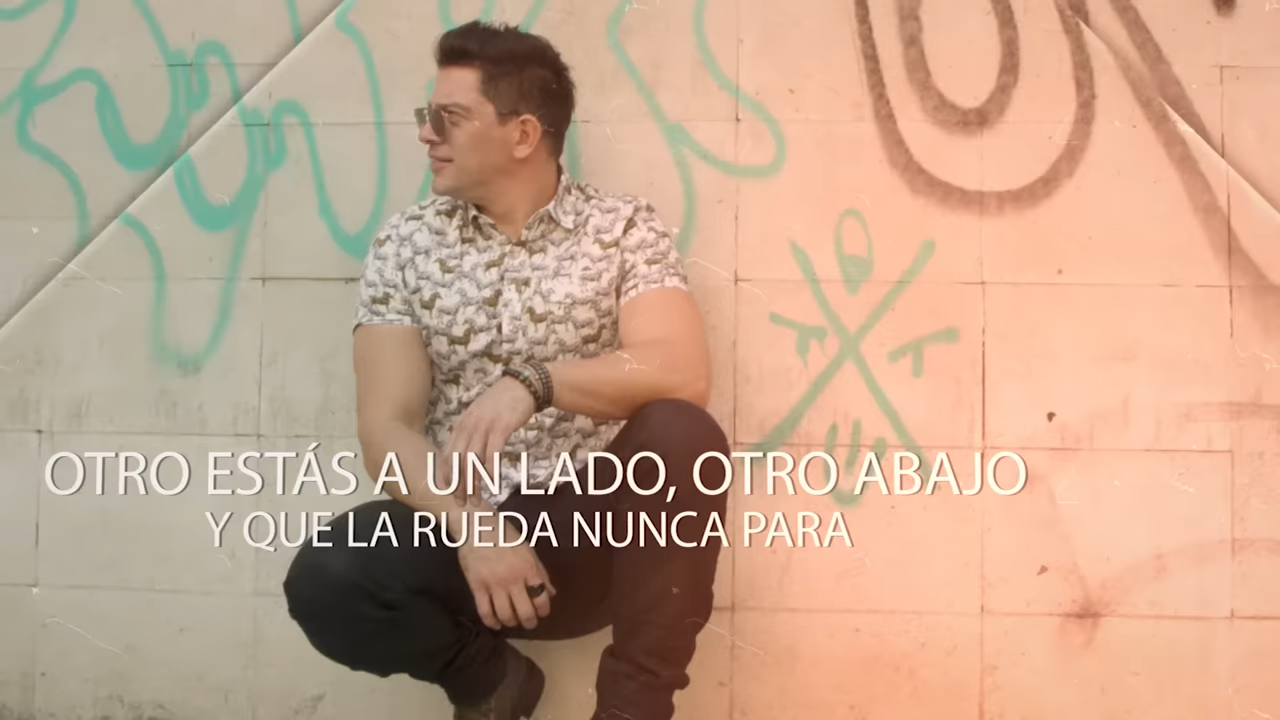 OTRO ESTÁS A UN LADO, OTRO ABAJO
Y QUE LA RUEDA NUNCA PARA